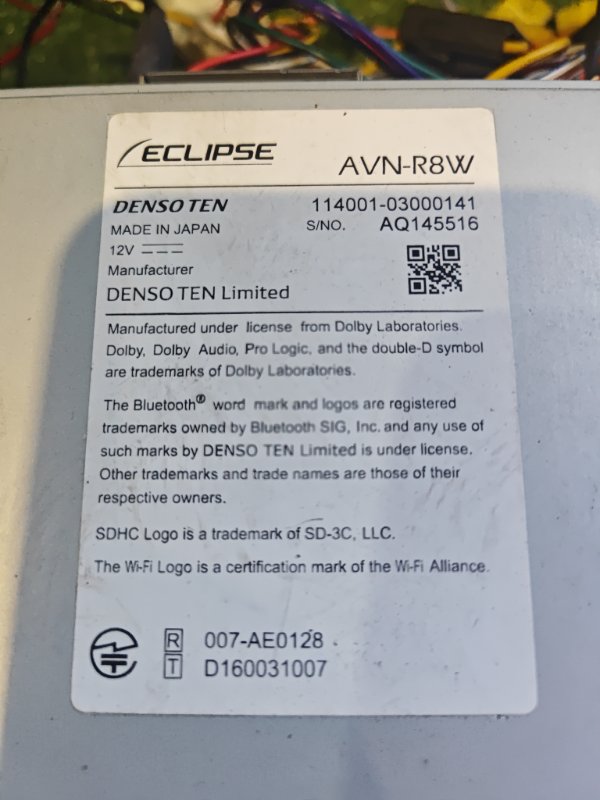 ECLIPSE
AVN-R8W
DENSO TEN
114001-03000141
MADE IN JAPAN
S/NO. AQ145516
12V
Manufacturer
DENSO TEN Limited
Manufactured under license from Dolby Laboratories.
Dolby, Dolby Audio, Pro Logic, and the double-D symbol
are trademarks of Dolby Laboratories.
The Bluetooth® word mark and logos are registered
trademarks owned by Bluetooth SIG, Inc. and any use of
such marks by DENSO TEN Limited is under license.
Other trademarks and trade names are those of their
respective owners.
SDHC Logo is a trademark of SD-3C, LLC.
The Wi-Fi Logo is a certification mark of the Wi-Fi Alliance.
R 007-AE0128
T D160031007